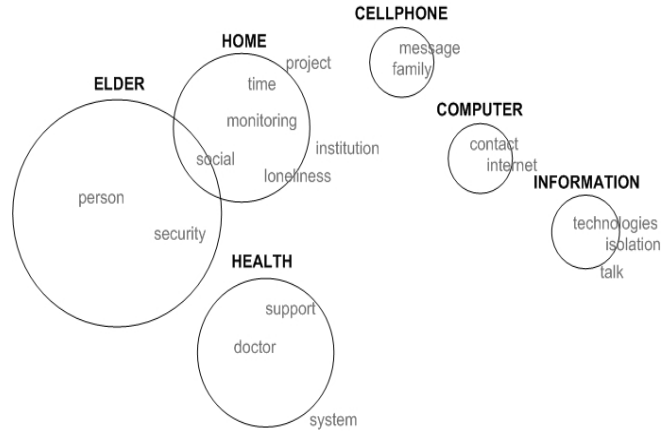 CELLPHONE
message
family
HOME
project
time
monitoring
social
institution
loneliness
ELDER
person
security
COMPUTER
contact
internet
INFORMATION
technologies
isolation
talk
HEALTH
support
doctor
system